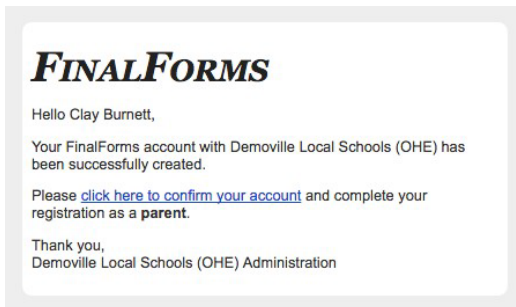 FINALFORMS
Hello Clay Burnett,
Your FinalForms account with Demoville Local Schools (OHE) has
been successfully created.
Please click here to confirm your account and complete your
registration as a parent.
Thank you,
Demoville Local Schools (OHE) Administration